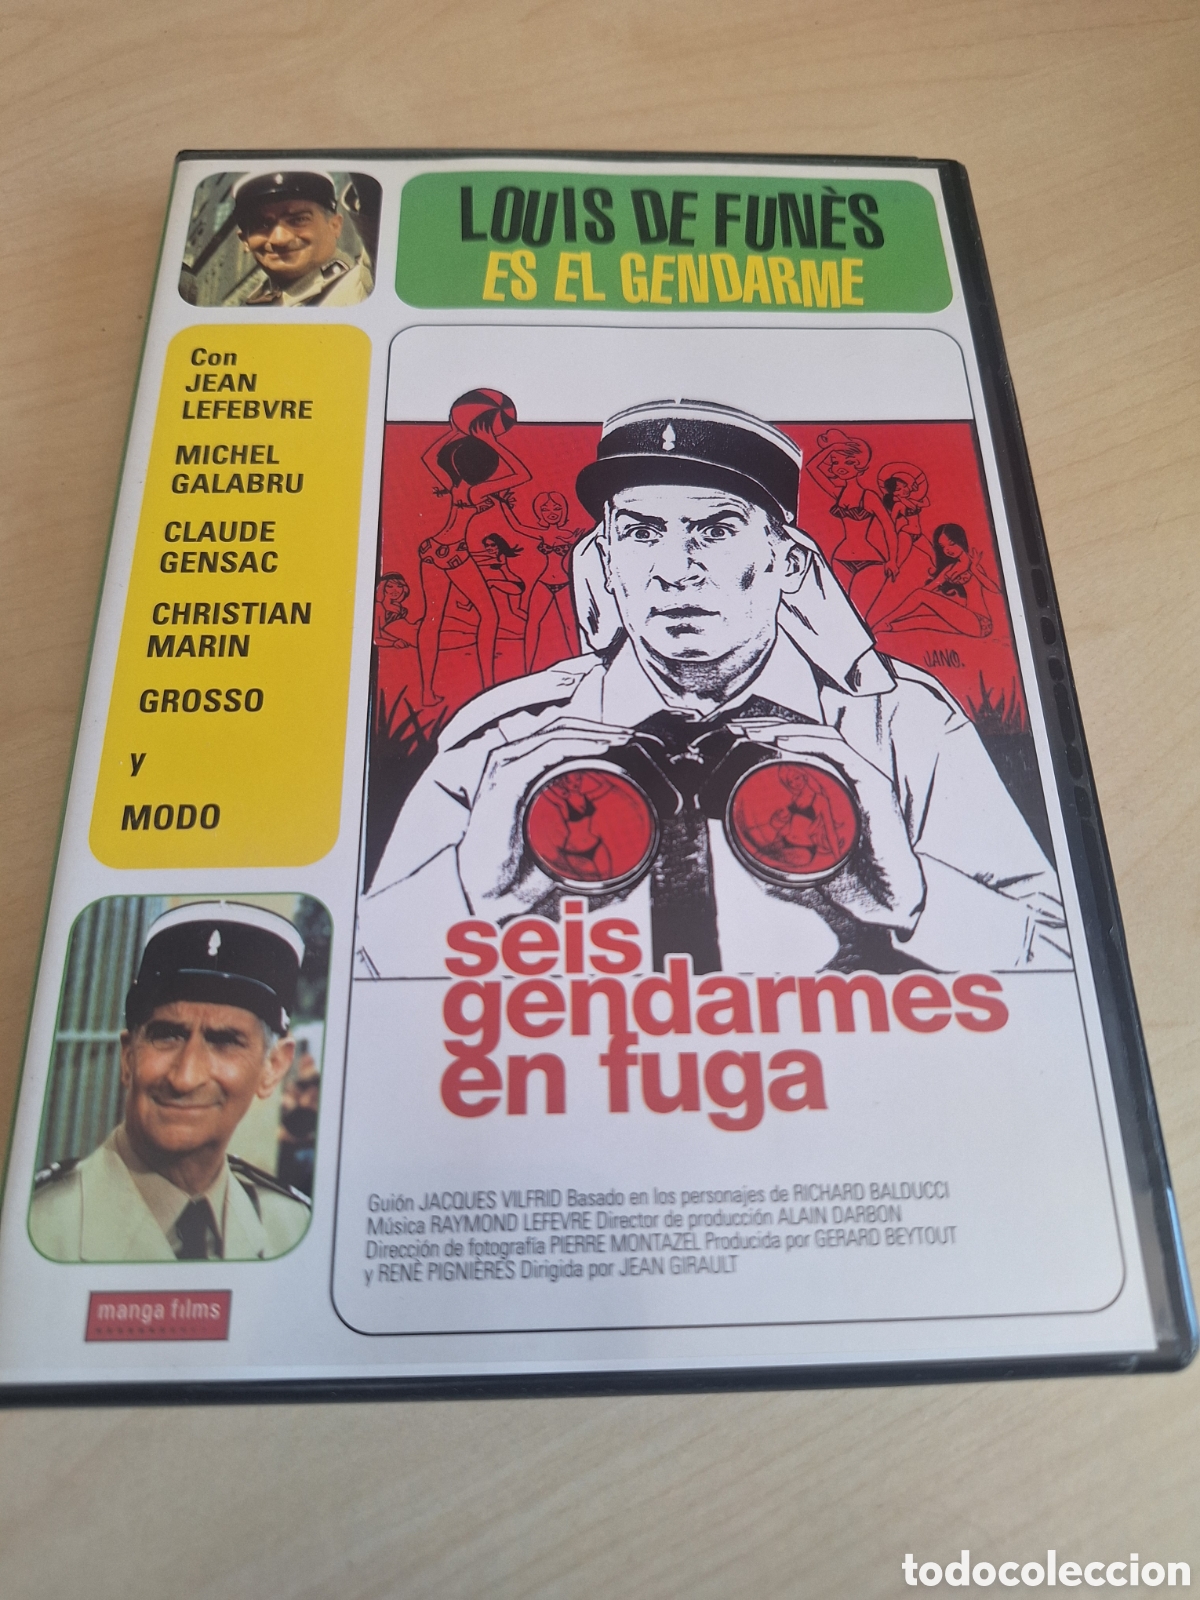 LOUIS DE FUNÈS
ES EL GENDARME
Con
JEAN
LEFEBVRE
MICHEL
GALABRU
CLAUDE
GENSAC
CHRISTIAN
MARIN
GROSSO
y
MODO
JANO.
seis
gendarmes
en fuga
Guión JACQUES VILFRID Basado en los personajes de RICHARD BALDUCCI
Música RAYMOND LEFEVRE Director de producción ALAIN DARBON
Dirección de fotografía PIERRE MONTAZEL Producida por GERARD BEYTOUT
y RENÈ PIGNIÈRES Dirigida por JEAN GIRAULT
manga films
todocoleccion